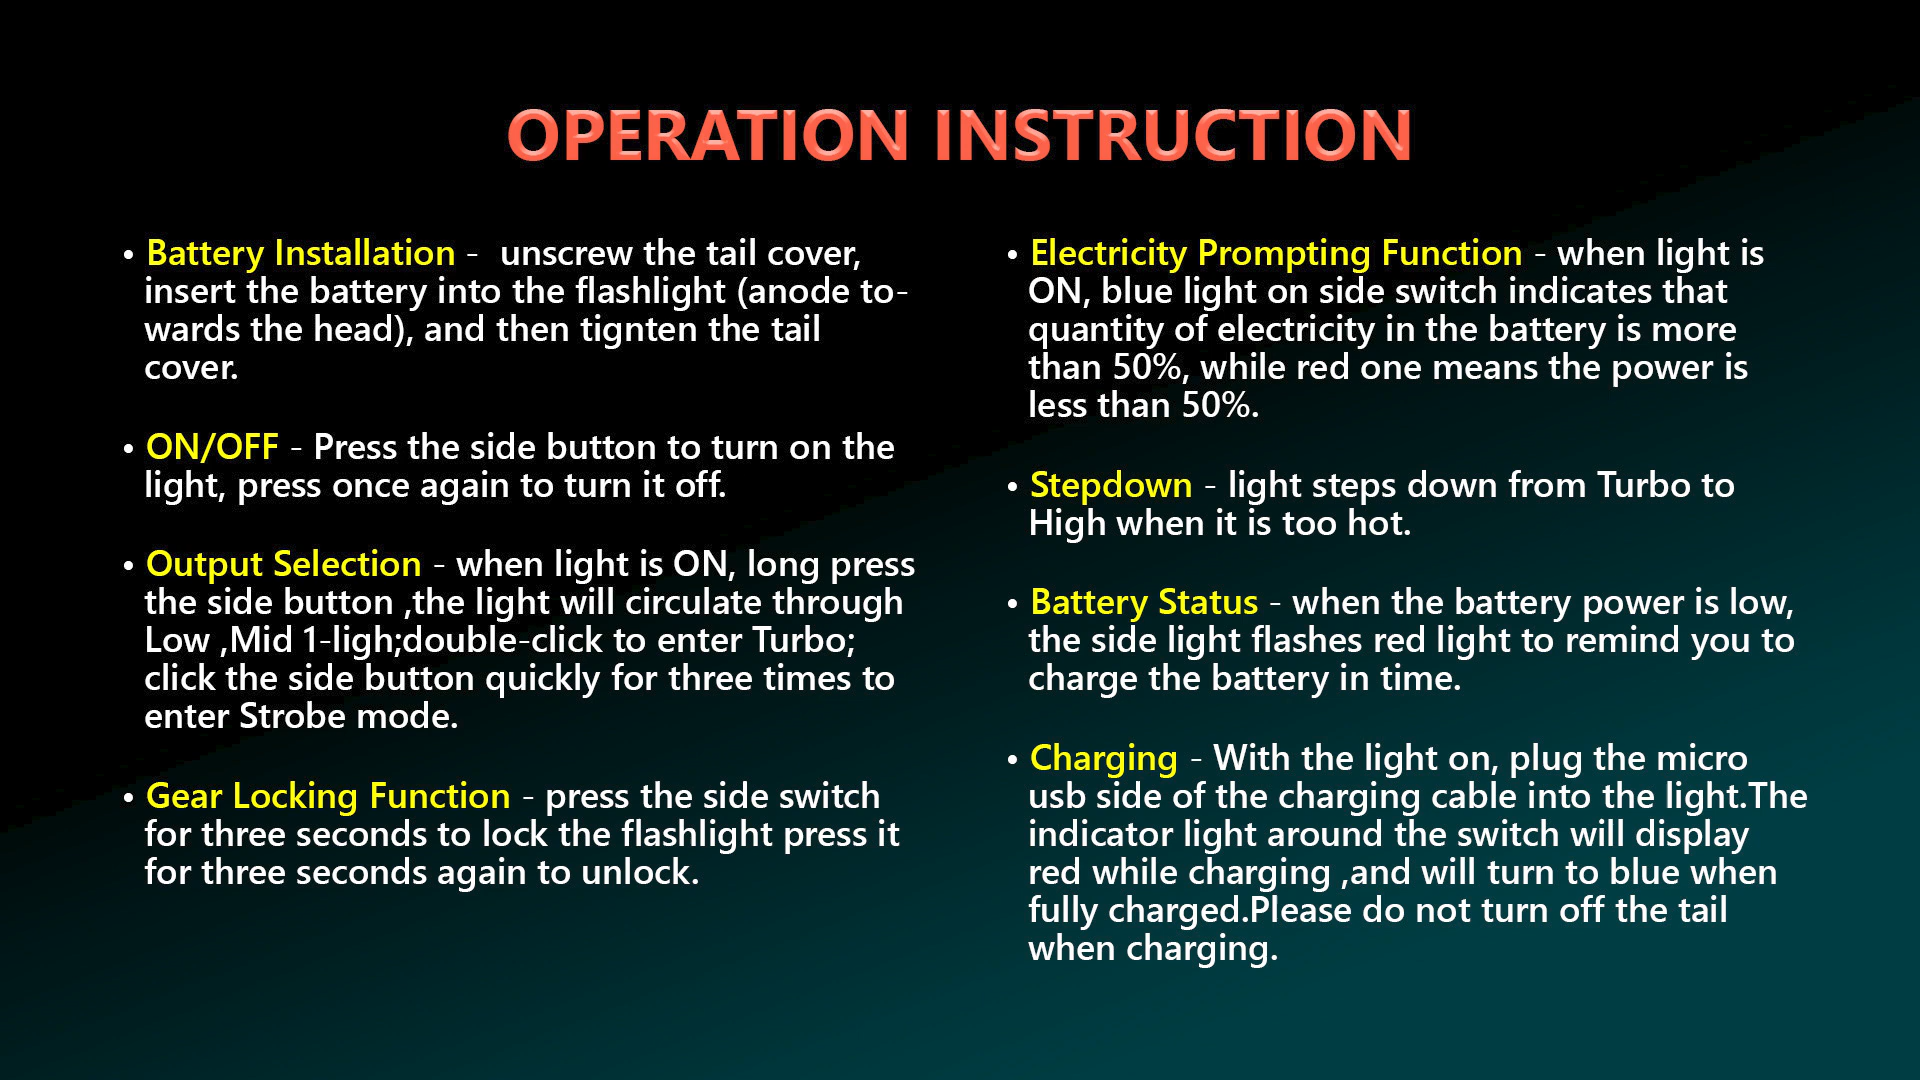 OPERATION INSTRUCTION
• Battery Installation -  unscrew the tail cover,
insert the battery into the flashlight (anode to-
wards the head), and then tignten the tail
cover.
• ON/OFF - Press the side button to turn on the
light, press once again to turn it off.
• Output Selection - when light is ON, long press
the side button ,the light will circulate through
Low ,Mid 1-ligh;double-click to enter Turbo;
click the side button quickly for three times to
enter Strobe mode.
• Gear Locking Function - press the side switch
for three seconds to lock the flashlight press it
for three seconds again to unlock.
• Electricity Prompting Function - when light is
ON, blue light on side switch indicates that
quantity of electricity in the battery is more
than 50%, while red one means the power is
less than 50%.
• Stepdown - light steps down from Turbo to
High when it is too hot.
• Battery Status - when the battery power is low,
the side light flashes red light to remind you to
charge the battery in time.
• Charging - With the light on, plug the micro
usb side of the charging cable into the light.The
indicator light around the switch will display
red while charging ,and will turn to blue when
fully charged.Please do not turn off the tail
when charging.